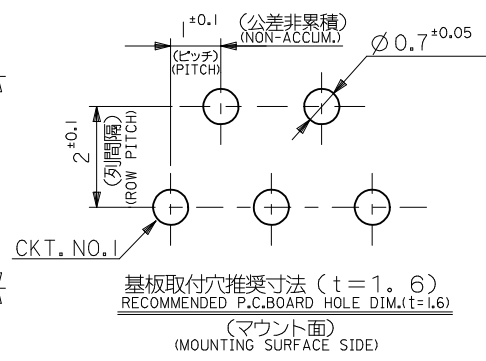 1±0.1 (公差非累積)
(NON-ACCUM.)
(ピッチ)
(PITCH)
Ø0.7±0.05
2±0.1
(列間隔)
(ROW PITCH)
CKT. NO.1
基板取付穴推奨寸法（t=1. 6)
RECOMMENDED P.C.BOARD HOLE DIM.(t=1.6)
(マウント面)
(MOUNTING SURFACE SIDE)